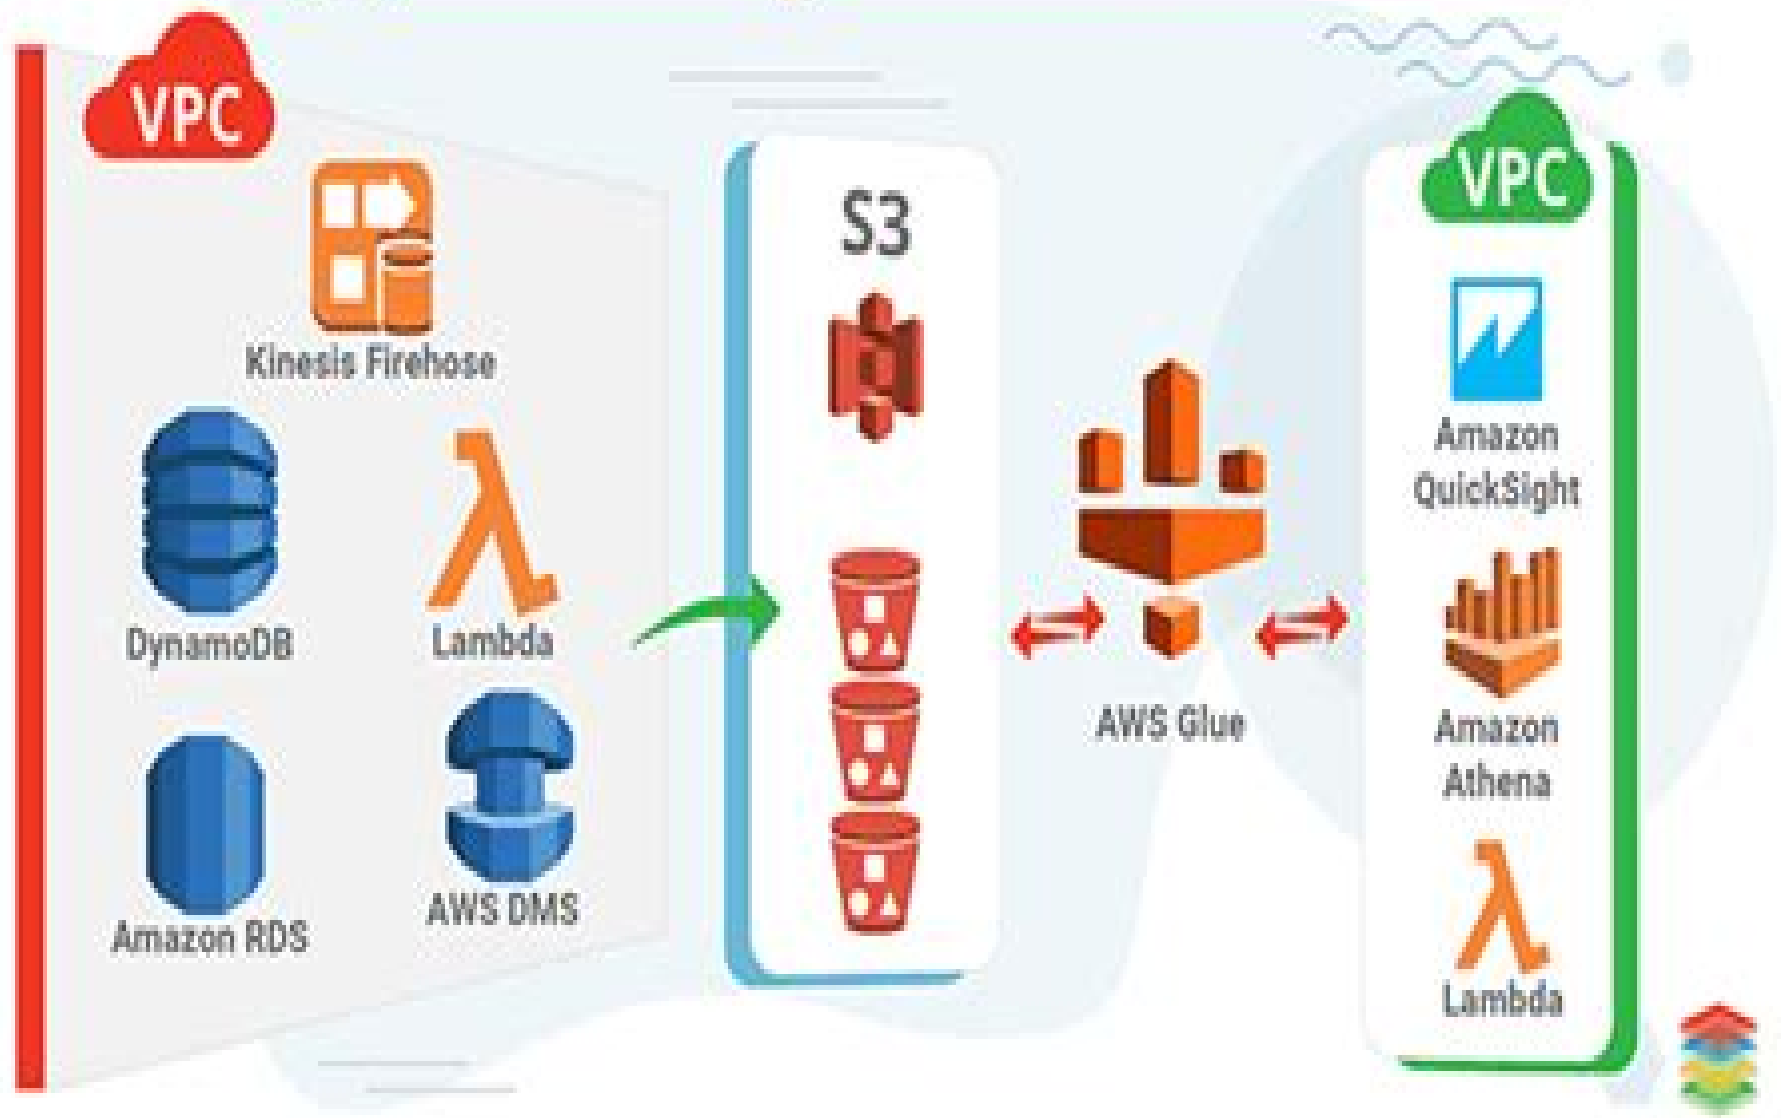 VPC
Kinesis Firehose
DynamoDB
Lambda
Amazon RDS
AWS DMS
S3
AWS Glue
VPC
Amazon
QuickSight
Amazon
Athena
Lambda